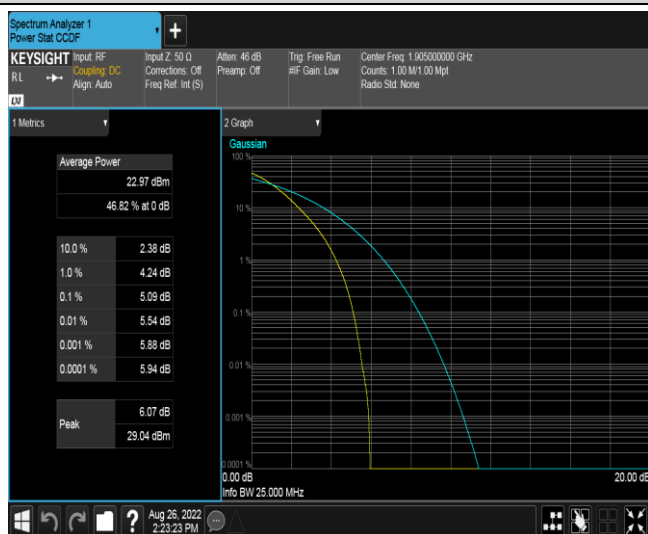 Spectrum Analyzer 1
Power Stat CCDF
+
KEYSIGHT
RL
LXI
Input: RF
Coupling: DC
Align: Auto
Input Z: 50 Ω
Corrections: Off
Freq Ref: Int (S)
Atten: 46 dB
Preamp: Off
Trig: Free Run
#IF Gain: Low
Center Freq: 1.905000000 GHz
Counts: 1.00 M/1.00 Mpt
Radio Std: None
1 Metrics
Average Power
22.97 dBm
46.82 % at 0 dB
10.0 % 2.38 dB
1.0 % 4.24 dB
0.1 % 5.09 dB
0.01 % 5.54 dB
0.001 % 5.88 dB
0.0001 % 5.94 dB
Peak
6.07 dB
29.04 dBm
2 Graph
Gaussian
100 %
10 %
1 %
0.1 %
0.01 %
0.001 %
0.0001 %
0.00 dB 20.00 dB
Info BW 25.000 MHz
?
Aug 26, 2022
2:23:23 PM